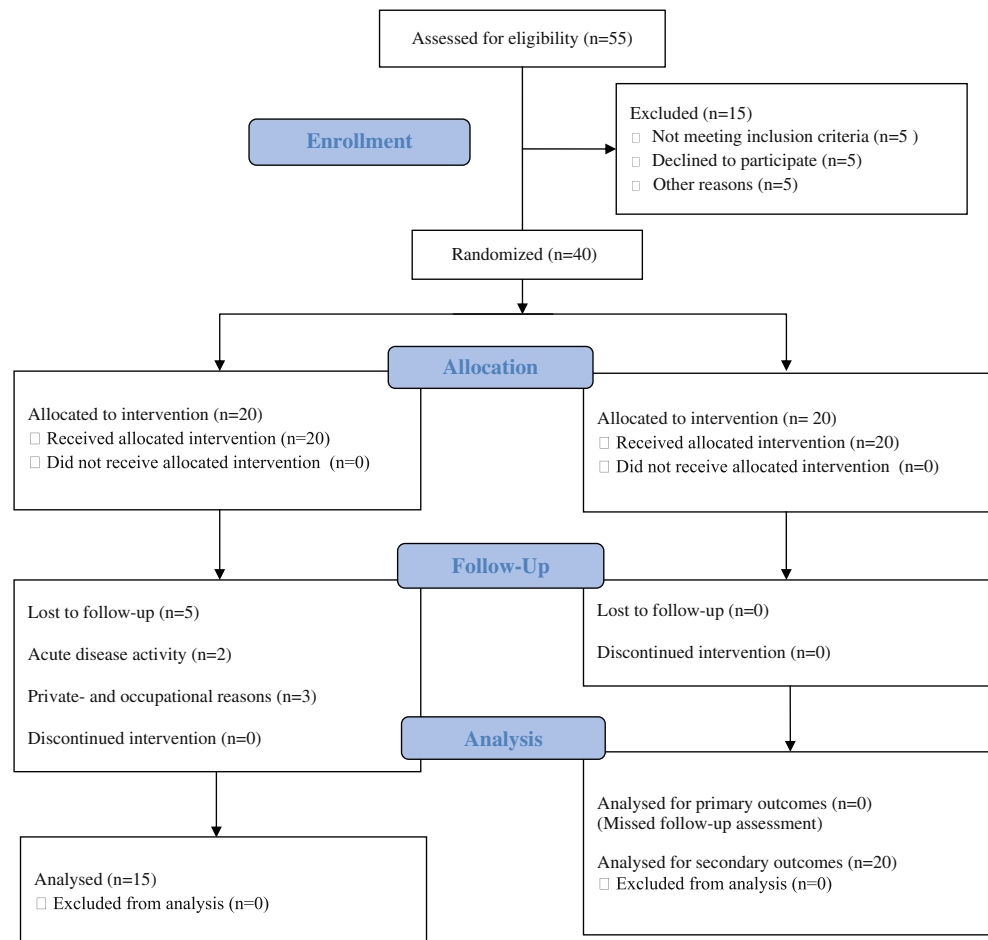 Assessed for eligibility (n=55)
Excluded (n=15)
Not meeting inclusion criteria (n=5 )
Declined to participate (n=5)
Other reasons (n=5)
Enrollment
Randomized (n=40)
Allocation
Allocated to intervention (n=20)
Received allocated intervention (n=20)
Did not receive allocated intervention (n=0)
Allocated to intervention (n= 20)
Received allocated intervention (n=20)
Did not receive allocated intervention (n=0)
Follow-Up
Lost to follow-up (n=5)
Acute disease activity (n=2)
Private- and occupational reasons (n=3)
Discontinued intervention (n=0)
Lost to follow-up (n=0)
Discontinued intervention (n=0)
Analysis
Analysed (n=15)
Excluded from analysis (n=0)
Analysed for primary outcomes (n=0)
(Missed follow-up assessment)
Analysed for secondary outcomes (n=20)
Excluded from analysis (n=0)